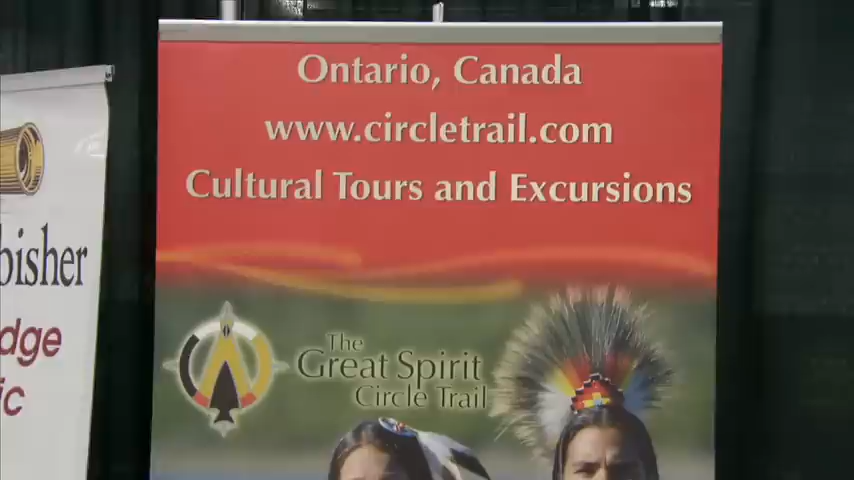 Ontario, Canada
www.circletrail.com
Cultural Tours and Excursions
The
Great Spirit
Circle Trail
bisher
dge
ic